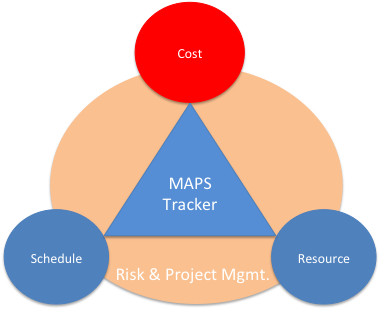 Cost
MAPS
Tracker
Schedule
Resource
Risk & Project Mgmt.